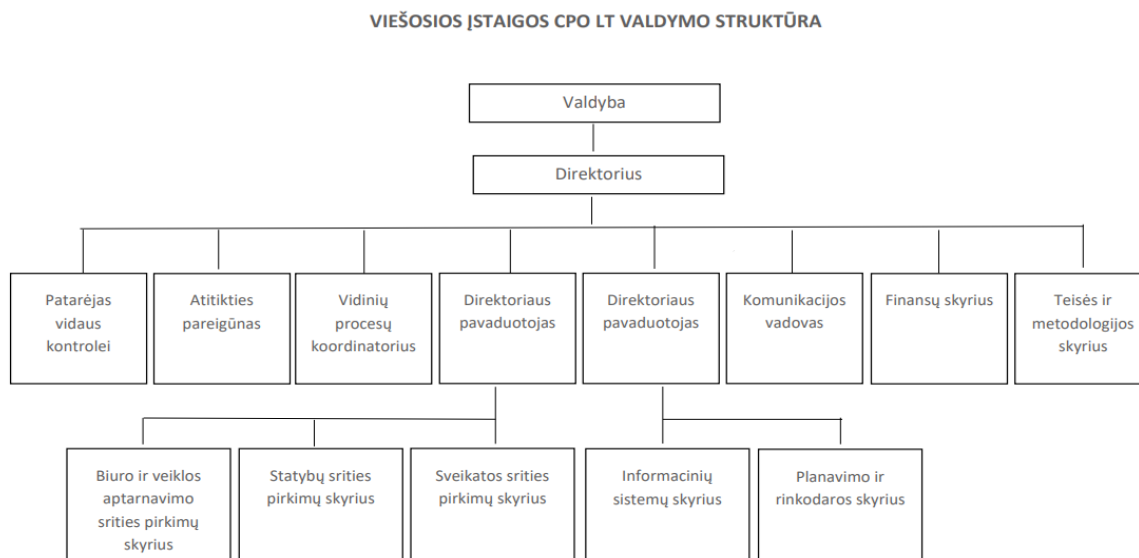 VIEŠOSIOS ĮSTAIGOS CPO LT VALDYMO STRUKTŪRA
Valdyba
Direktorius
Patarėjas
vidaus
kontrolei
Atitikties
pareigūnas
Vidinių
procesų
koordinatorius
Direktoriaus
pavaduotojas
Direktoriaus
pavaduotojas
Komunikacijos
vadovas
Finansų skyrius
Teisės ir
metodologijos
skyrius
Biuro ir veiklos
aptarnavimo
srities pirkimų
skyrius
Statybų srities
pirkimų skyrius
Sveikatos srities
pirkimų skyrius
Informacinių
sistemų skyrius
Planavimo ir
rinkodaros skyrius